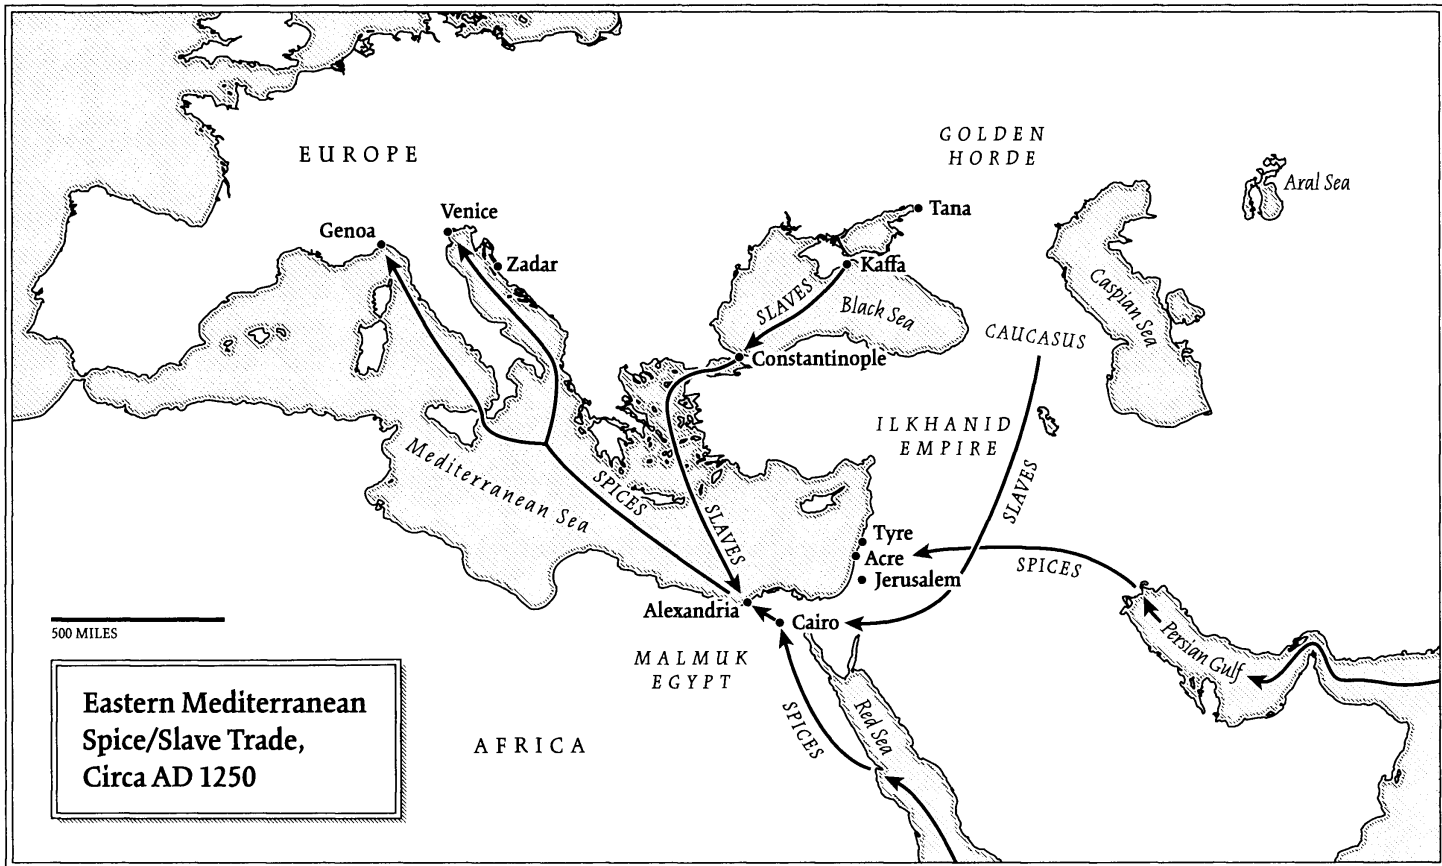 GOLDEN
HORDE
EUROPE
Aral Sea
Venice
Tana
Genoa
Zadar
Kaffa
SLAVES
Black Sea
Caspian Sea
CAUCASUS
Constantinople
ILKHANID
EMPIRE
Mediterranean Sea
SPICES
SLAVES
SLAVES
Tyre
Acre
Jerusalem
SPICES
Alexandria
Cairo
500 MILES
Persian Gulf
MALMUK
EGYPT
SPICES
Red Sea
AFRICA
Eastern Mediterranean
Spice/Slave Trade,
Circa AD 1250